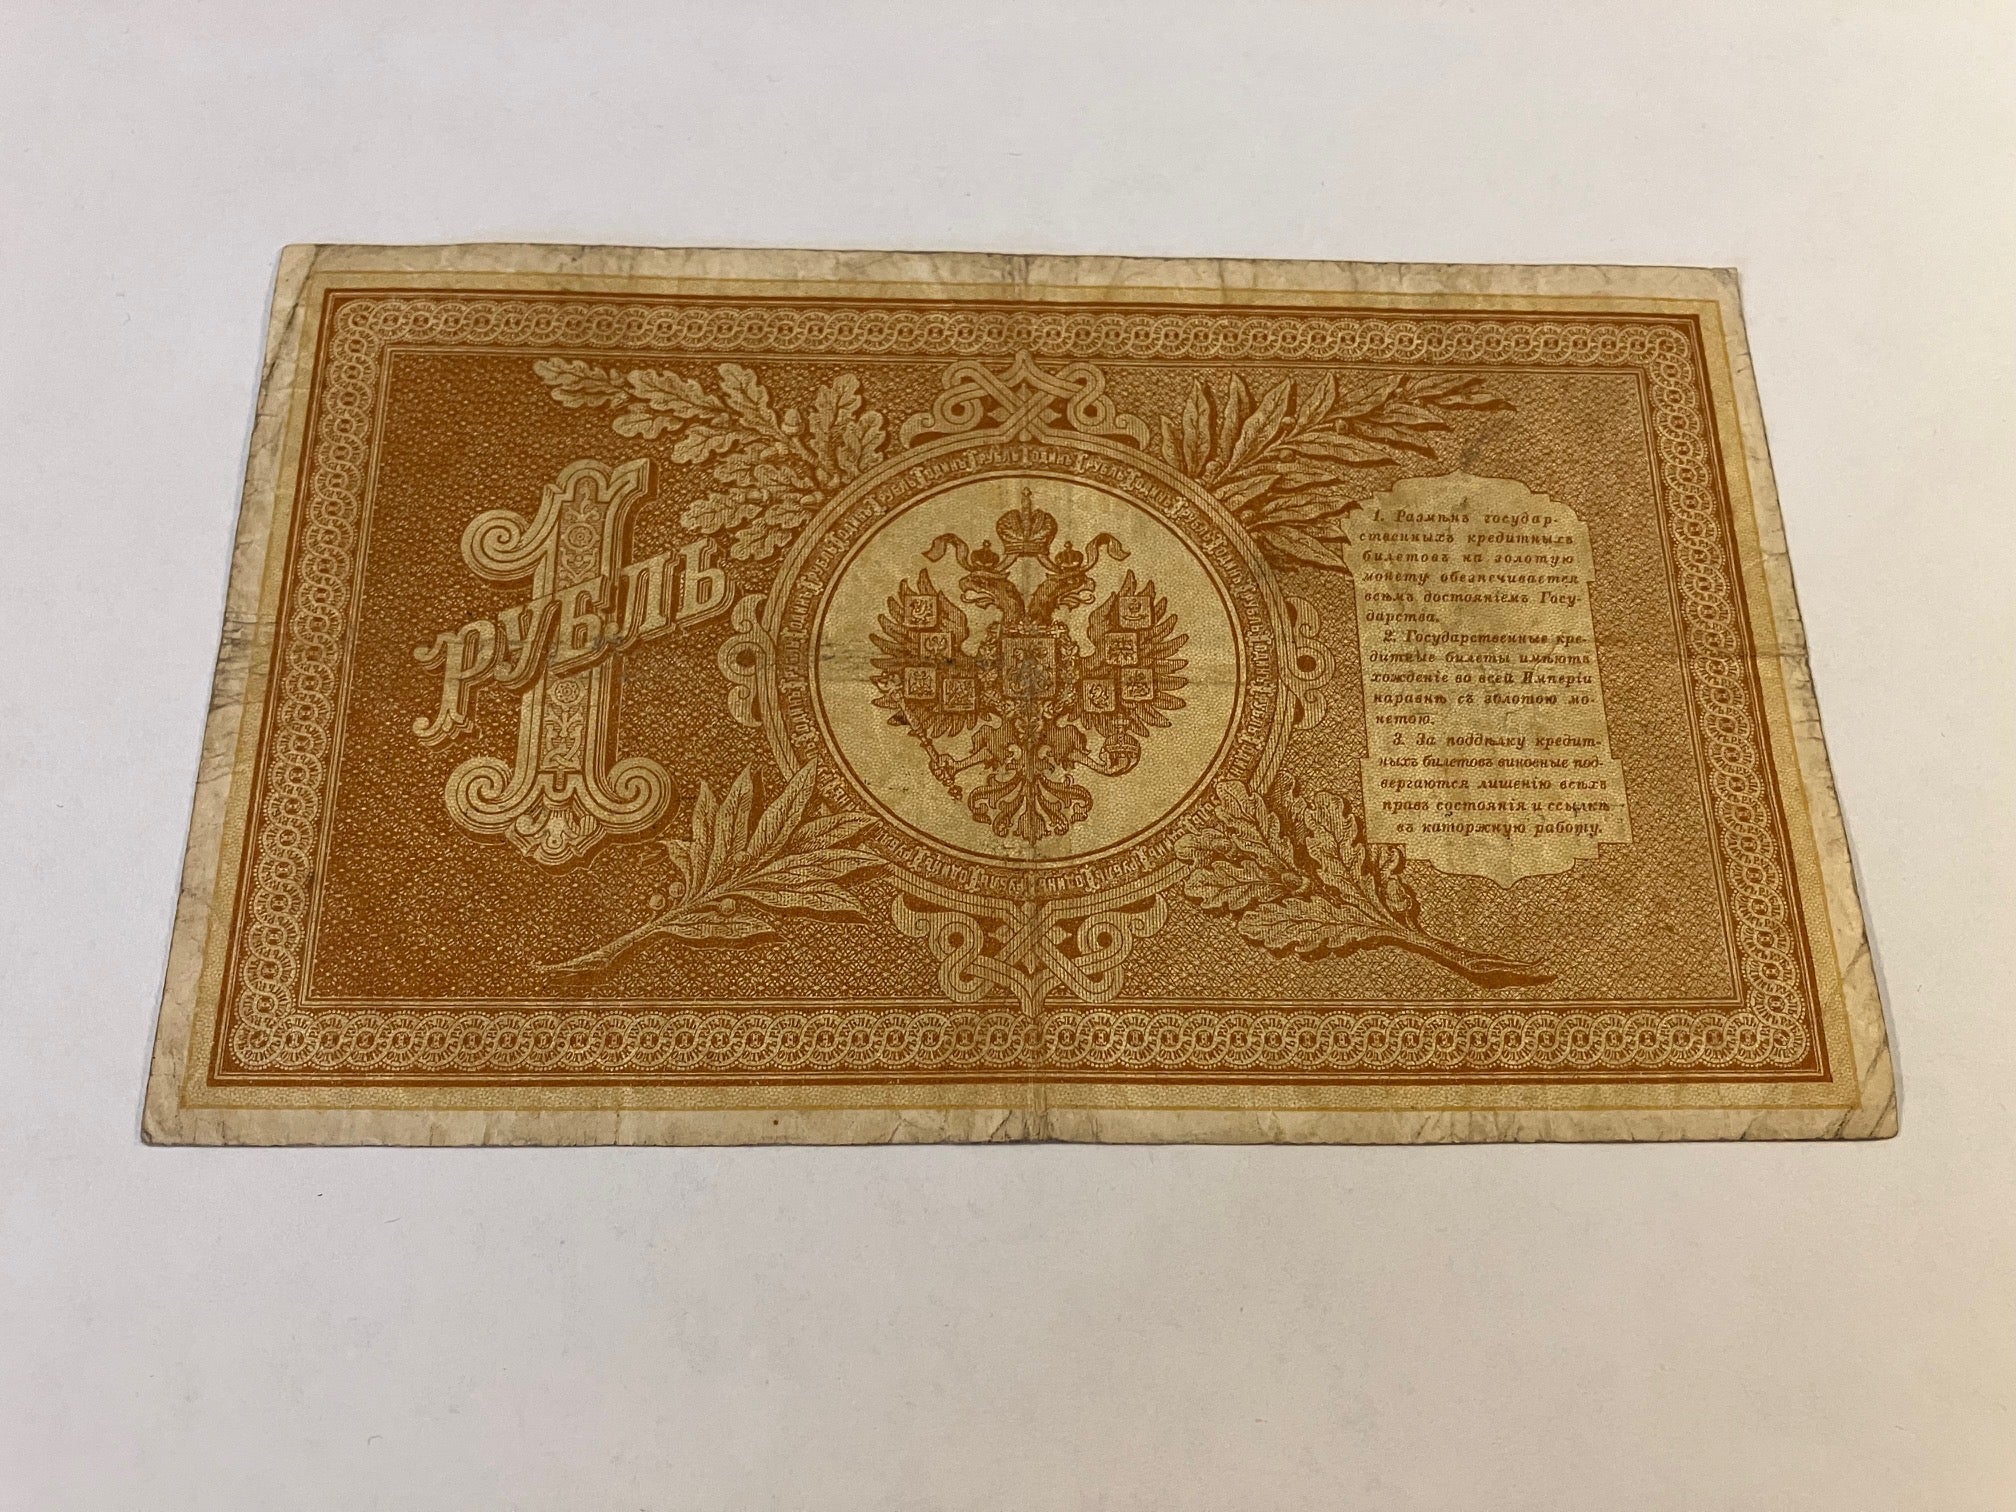 1
РУБЛЬ
1. Размѣнъ государ-
ственныхъ кредитныхъ
билетовъ на золотую
монету обезпечивается
всѣмъ достояніемъ Госу-
дарства.
2. Государственные кре-
дитные билеты имѣютъ
хожденіе во всей Имперіи
наравнѣ съ золотою мо-
нетою.
3. За поддѣлку кредит-
ныхъ билетовъ виновные под-
вергаются лишенію всѣхъ
правъ состоянія и ссылкѣ
въ каторжную работу.